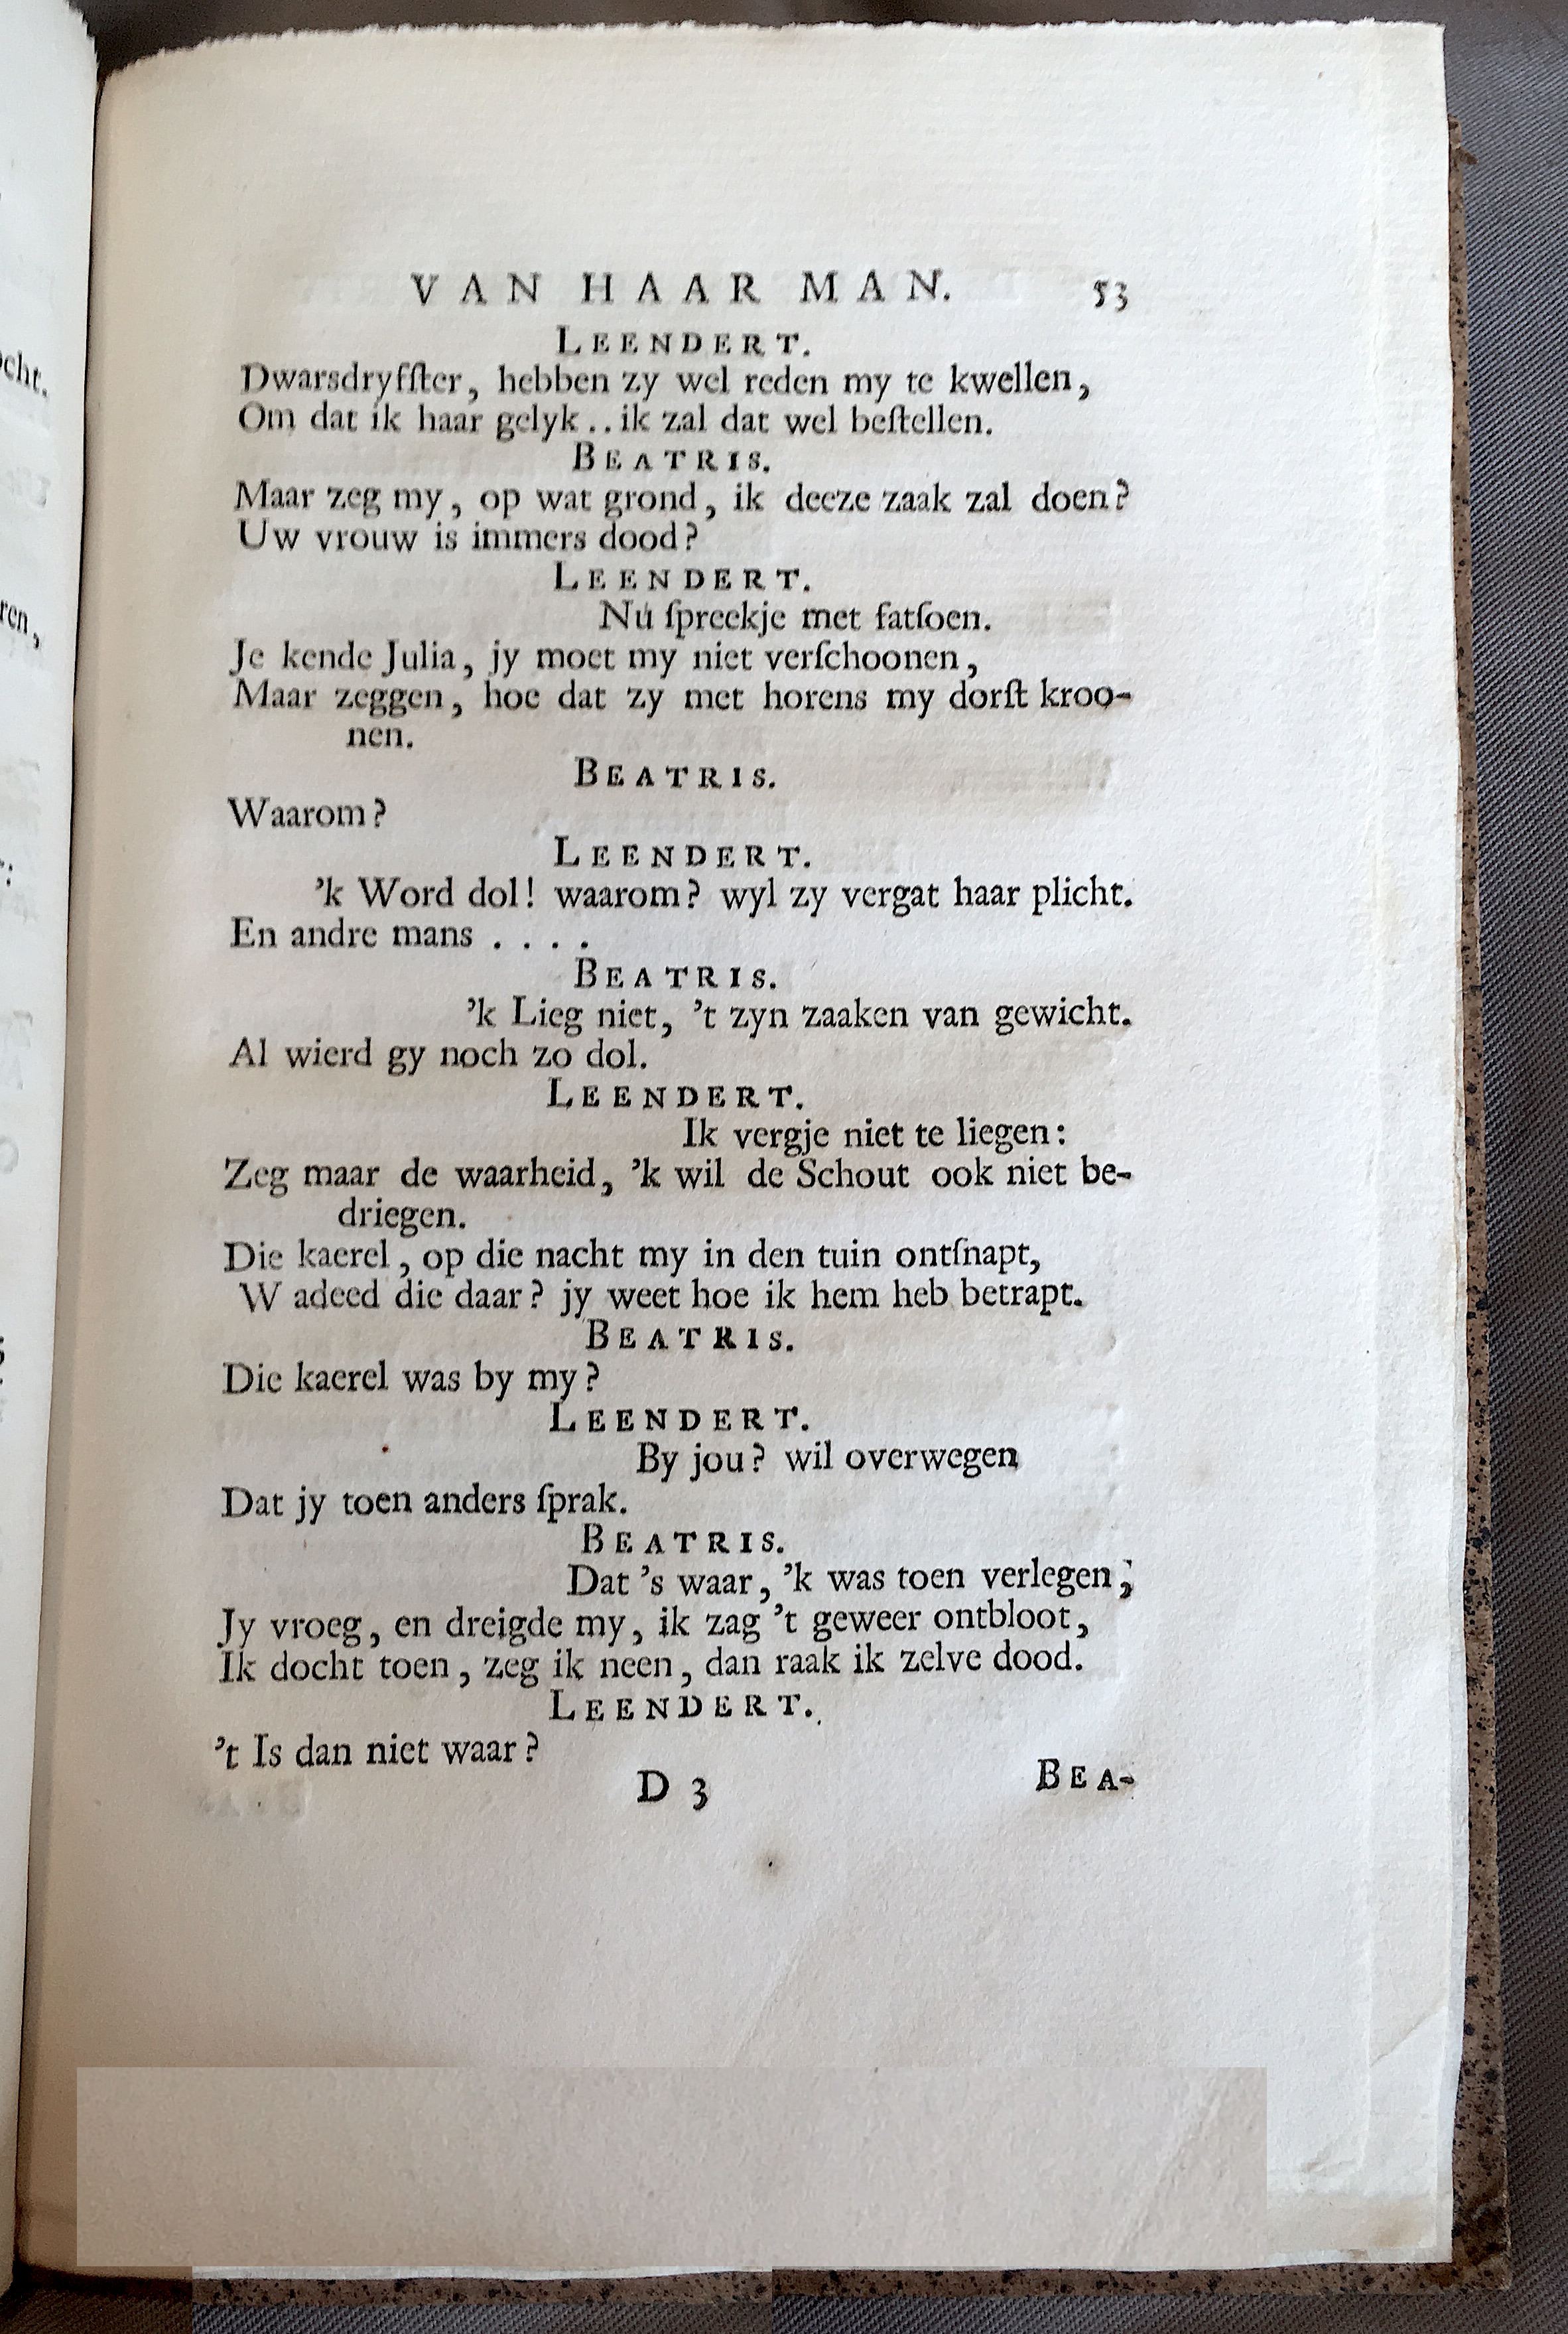 VAN HAAR MAN. 53
LEENDERT.
Dwarsdryfſter, hebben zy wel reden my te kwellen,
Om dat ik haar gelyk .. ik zal dat wel beſtellen.
BEATRIS.
Maar zeg my, op wat grond, ik deeze zaak zal doen?
Uw vrouw is immers dood?
LEENDERT.
Nú ſpreekje met fatſoen.
Je kende Julia, jy moet my niet verſchoonen,
Maar zeggen, hoe dat zy met horens my dorſt kroo-
nen.
BEATRIS.
Waarom?
LEENDERT.
’k Word dol! waarom? wyl zy vergat haar plicht.
En andre mans . . . .
BEATRIS.
’k Lieg niet, ’t zyn zaaken van gewicht.
Al wierd gy noch zo dol.
LEENDERT.
Ik vergje niet te liegen:
Zeg maar de waarheid, ’k wil de Schout ook niet be-
driegen.
Die kaerel, op die nacht my in den tuin ontſnapt,
W adeed die daar? jy weet hoe ik hem heb betrapt.
BEATRIS.
Die kaerel was by my?
LEENDERT.
By jou? wil overwegen
Dat jy toen anders ſprak.
BEATRIS.
Dat ’s waar, ’k was toen verlegen;
Jy vroeg, en dreigde my, ik zag ’t geweer ontbloot,
Ik docht toen, zeg ik neen, dan raak ik zelve dood.
LEENDERT.
’t Is dan niet waar?
D 3 BEA-